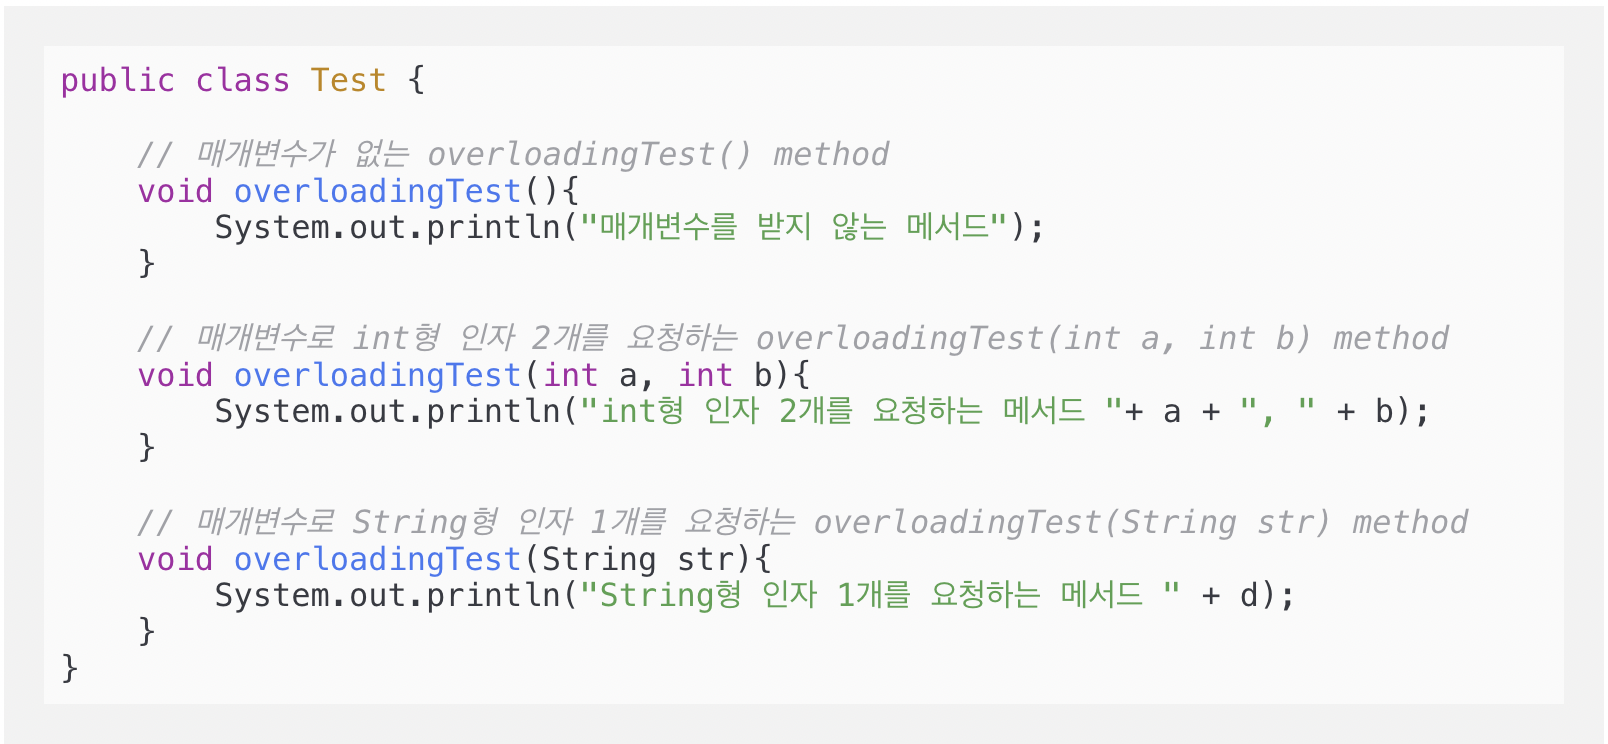 public class Test {
// 매개변수가 없는 overloadingTest() method
void overloadingTest(){
System.out.println("매개변수를 받지 않는 메서드");
}
// 매개변수로 int형 인자 2개를 요청하는 overloadingTest(int a, int b) method
void overloadingTest(int a, int b){
System.out.println("int형 인자 2개를 요청하는 메서드 "+ a + ", " + b);
}
// 매개변수로 String형 인자 1개를 요청하는 overloadingTest(String str) method
void overloadingTest(String str){
System.out.println("String형 인자 1개를 요청하는 메서드 " + d);
}
}